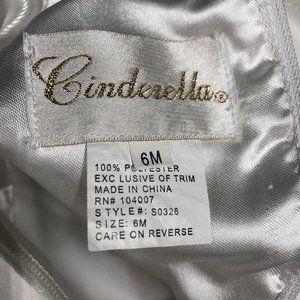 Cinderella®
6M
100% POLYESTER
EXC LUSIVE OF TRIM
MADE IN CHINA
RN# 104007
STYLE#: S0326
SIZE: 6M
CARE ON REVERSE